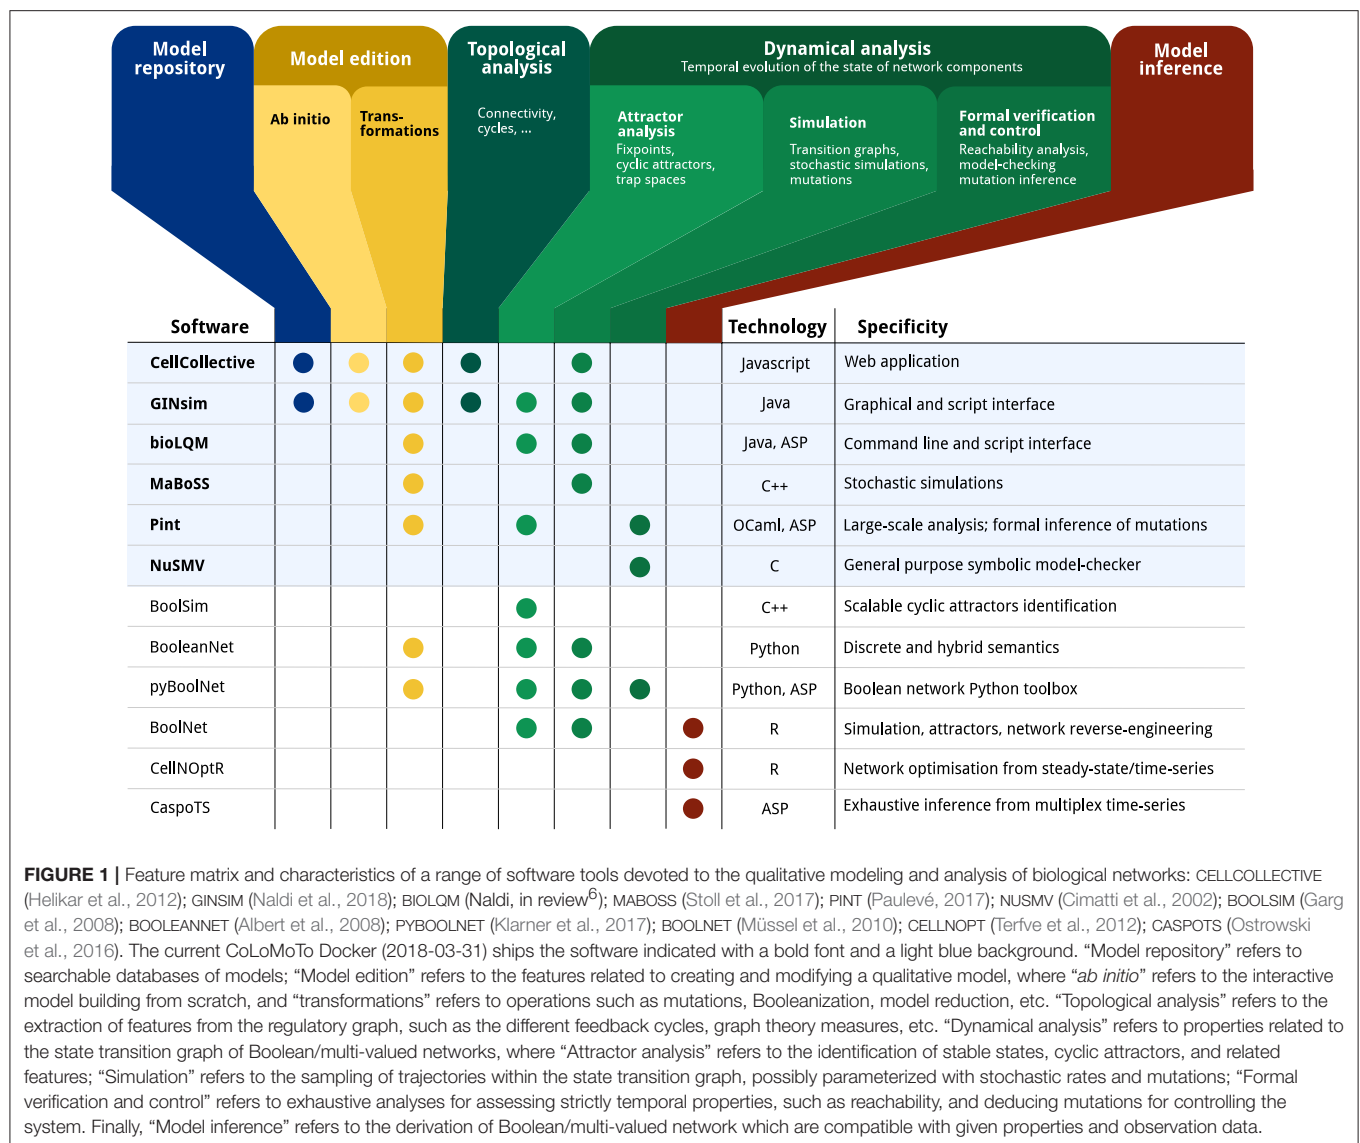 Model repository
Model edition
Topological analysis
Dynamical analysis
Temporal evolution of the state of network components
Model inference
Ab initio
Trans-
formations
Connectivity,
cycles, ...
Attractor
analysis
Fixpoints,
cyclic attractors,
trap spaces
Simulation
Transition graphs,
stochastic simulations,
mutations
Formal verification
and control
Reachability analysis,
model-checking
mutation inference
Software Technology Specificity
CellCollective Javascript Web application
GINsim Java Graphical and script interface
bioLQM Java, ASP Command line and script interface
MaBoSS C++ Stochastic simulations
Pint OCaml, ASP Large-scale analysis; formal inference of mutations
NuSMV C General purpose symbolic model-checker
BoolSim C++ Scalable cyclic attractors identification
BooleanNet Python Discrete and hybrid semantics
pyBoolNet Python, ASP Boolean network Python toolbox
BoolNet R Simulation, attractors, network reverse-engineering
CellNOptR R Network optimisation from steady-state/time-series
CaspoTS ASP Exhaustive inference from multiplex time-series
FIGURE 1 | Feature matrix and characteristics of a range of software tools devoted to the qualitative modeling and analysis of biological networks: CELLCOLLECTIVE
(Helikar et al., 2012); GINSIM (Naldi et al., 2018); BIOLQM (Naldi, in review6); MABOSS (Stoll et al., 2017); PINT (Paulevé, 2017); NUSMV (Cimatti et al., 2002); BOOLSIM (Garg
et al., 2008); BOOLEANNET (Albert et al., 2008); PYBOOLNET (Klarner et al., 2017); BOOLNET (Müssel et al., 2010); CELLNOPT (Terfve et al., 2012); CASPOTS (Ostrowski
et al., 2016). The current CoLoMoTo Docker (2018-03-31) ships the software indicated with a bold font and a light blue background. “Model repository” refers to
searchable databases of models; “Model edition” refers to the features related to creating and modifying a qualitative model, where “ab initio” refers to the interactive
model building from scratch, and “transformations” refers to operations such as mutations, Booleanization, model reduction, etc. “Topological analysis” refers to the
extraction of features from the regulatory graph, such as the different feedback cycles, graph theory measures, etc. “Dynamical analysis” refers to properties related to
the state transition graph of Boolean/multi-valued networks, where “Attractor analysis” refers to the identification of stable states, cyclic attractors, and related
features; “Simulation” refers to the sampling of trajectories within the state transition graph, possibly parameterized with stochastic rates and mutations; “Formal
verification and control” refers to exhaustive analyses for assessing strictly temporal properties, such as reachability, and deducing mutations for controlling the
system. Finally, “Model inference” refers to the derivation of Boolean/multi-valued network which are compatible with given properties and observation data.